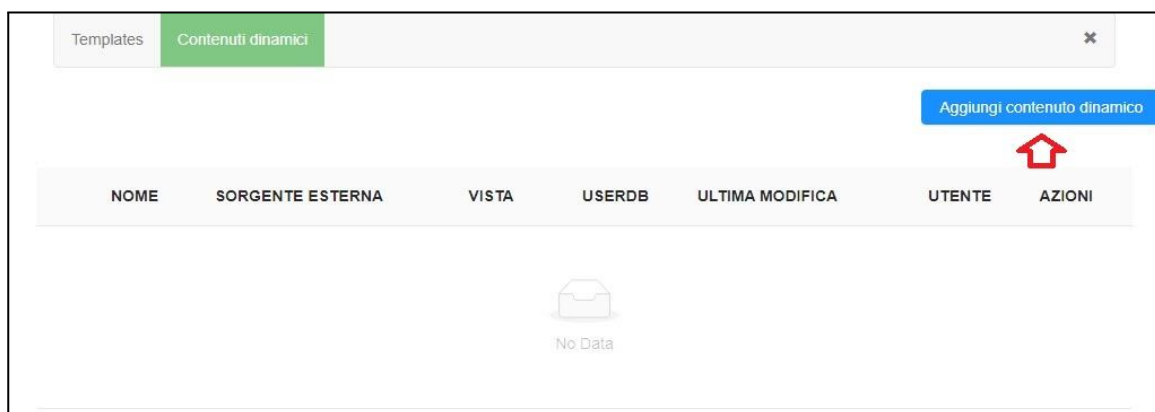 Templates Contenuti dinamici ✖
Aggiungi contenuto dinamico
NOME SORGENTE ESTERNA VISTA USERDB ULTIMA MODIFICA UTENTE AZIONI
No Data